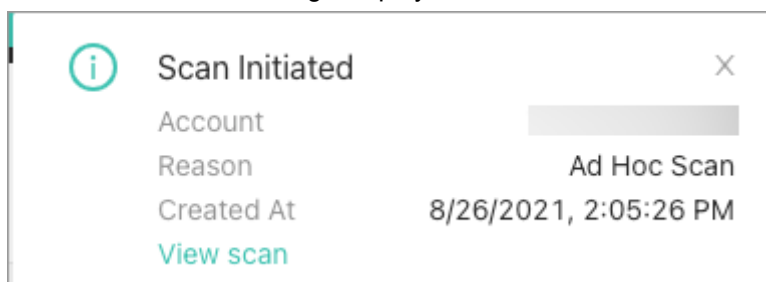 Scan Initiated X
Account
Reason Ad Hoc Scan
Created At 8/26/2021, 2:05:26 PM
View scan